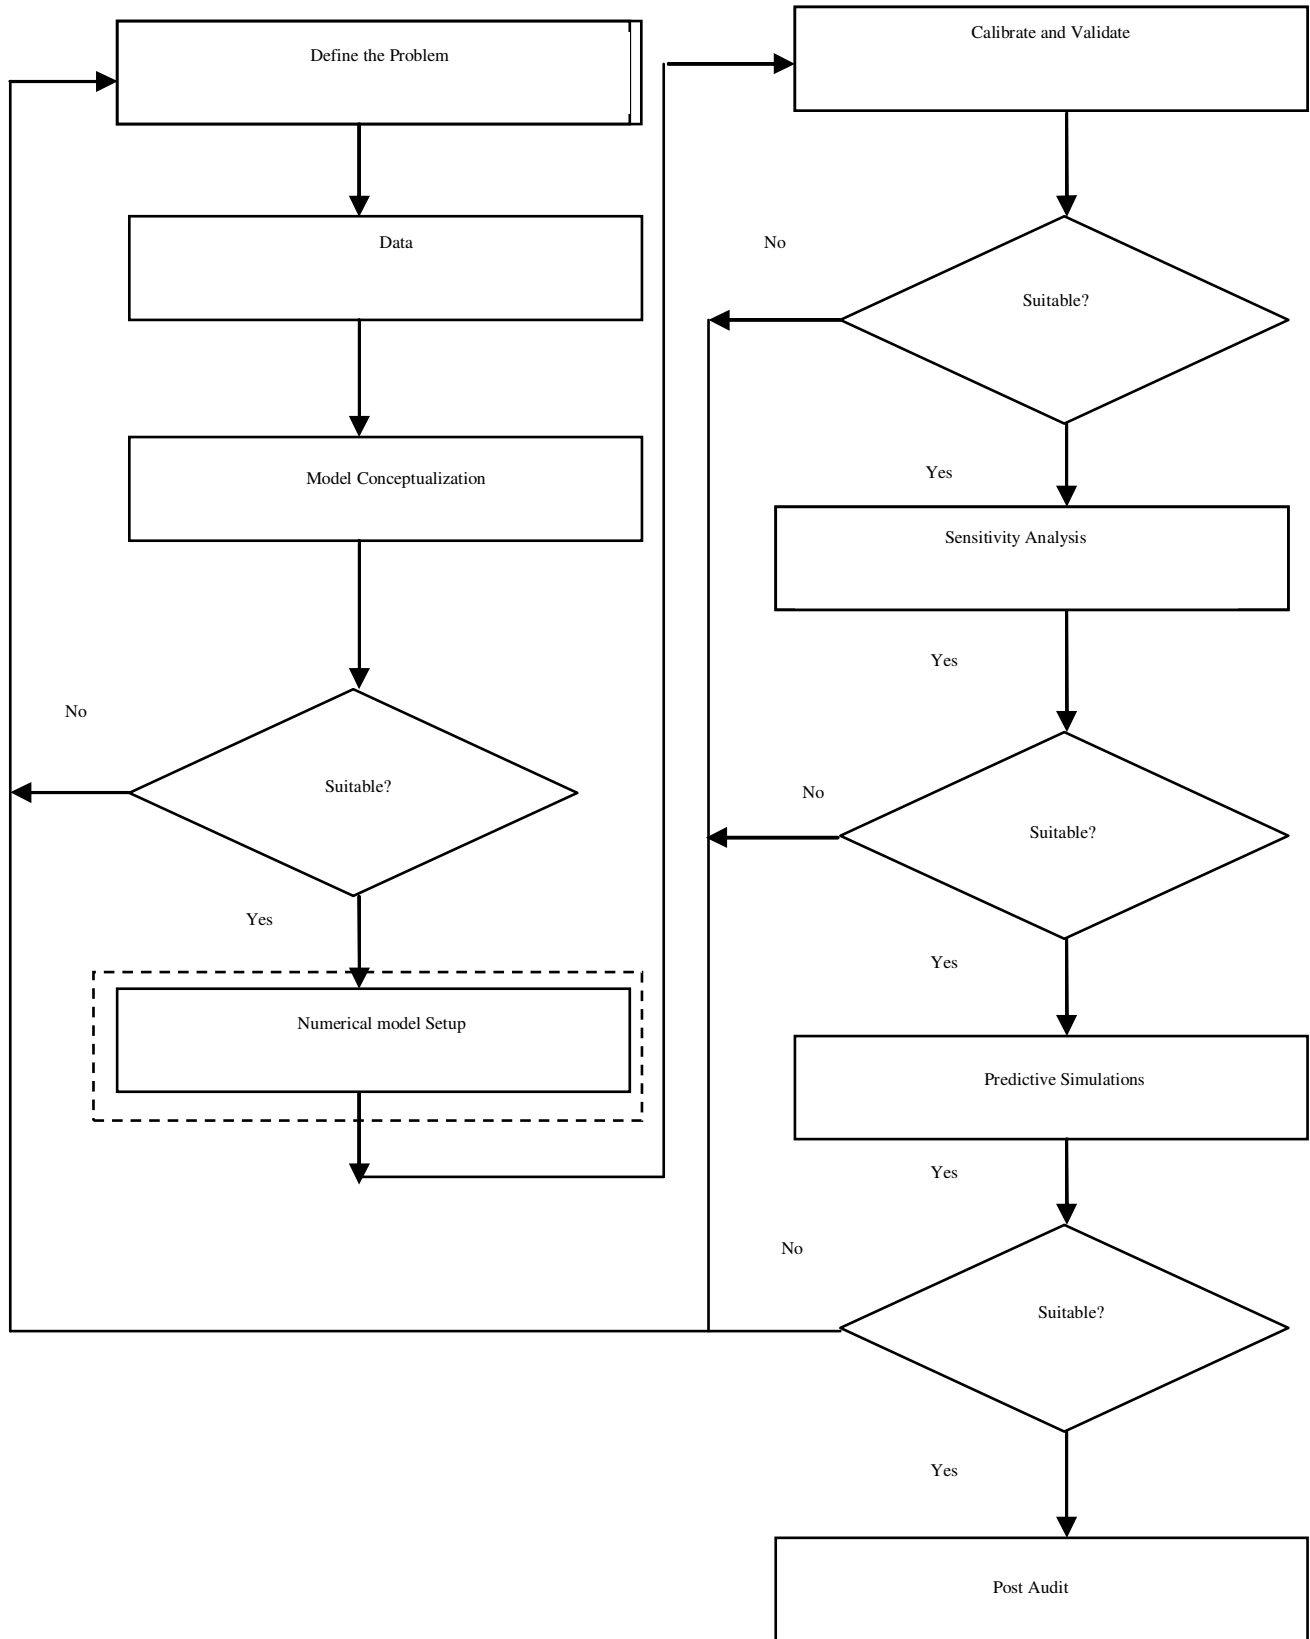 Define the Problem
Data
Model Conceptualization
No
Suitable?
Yes
Numerical model Setup
Calibrate and Validate
No
Suitable?
Yes
Sensitivity Analysis
Yes
No
Suitable?
Yes
Predictive Simulations
Yes
No
Suitable?
Yes
Post Audit